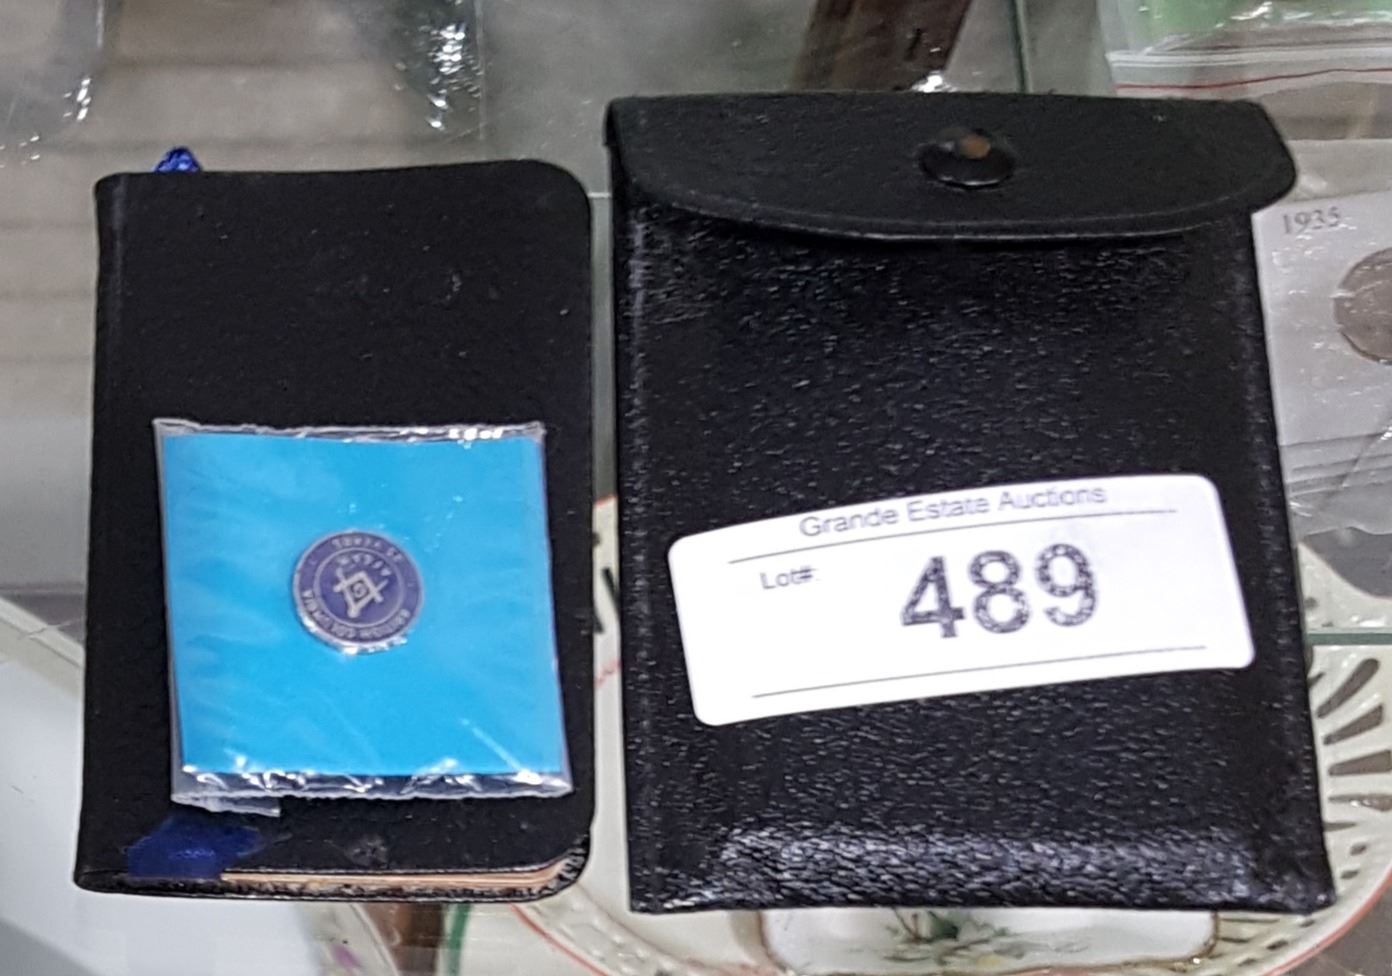 1935
Grande Estate Auctions
Lot#:
489